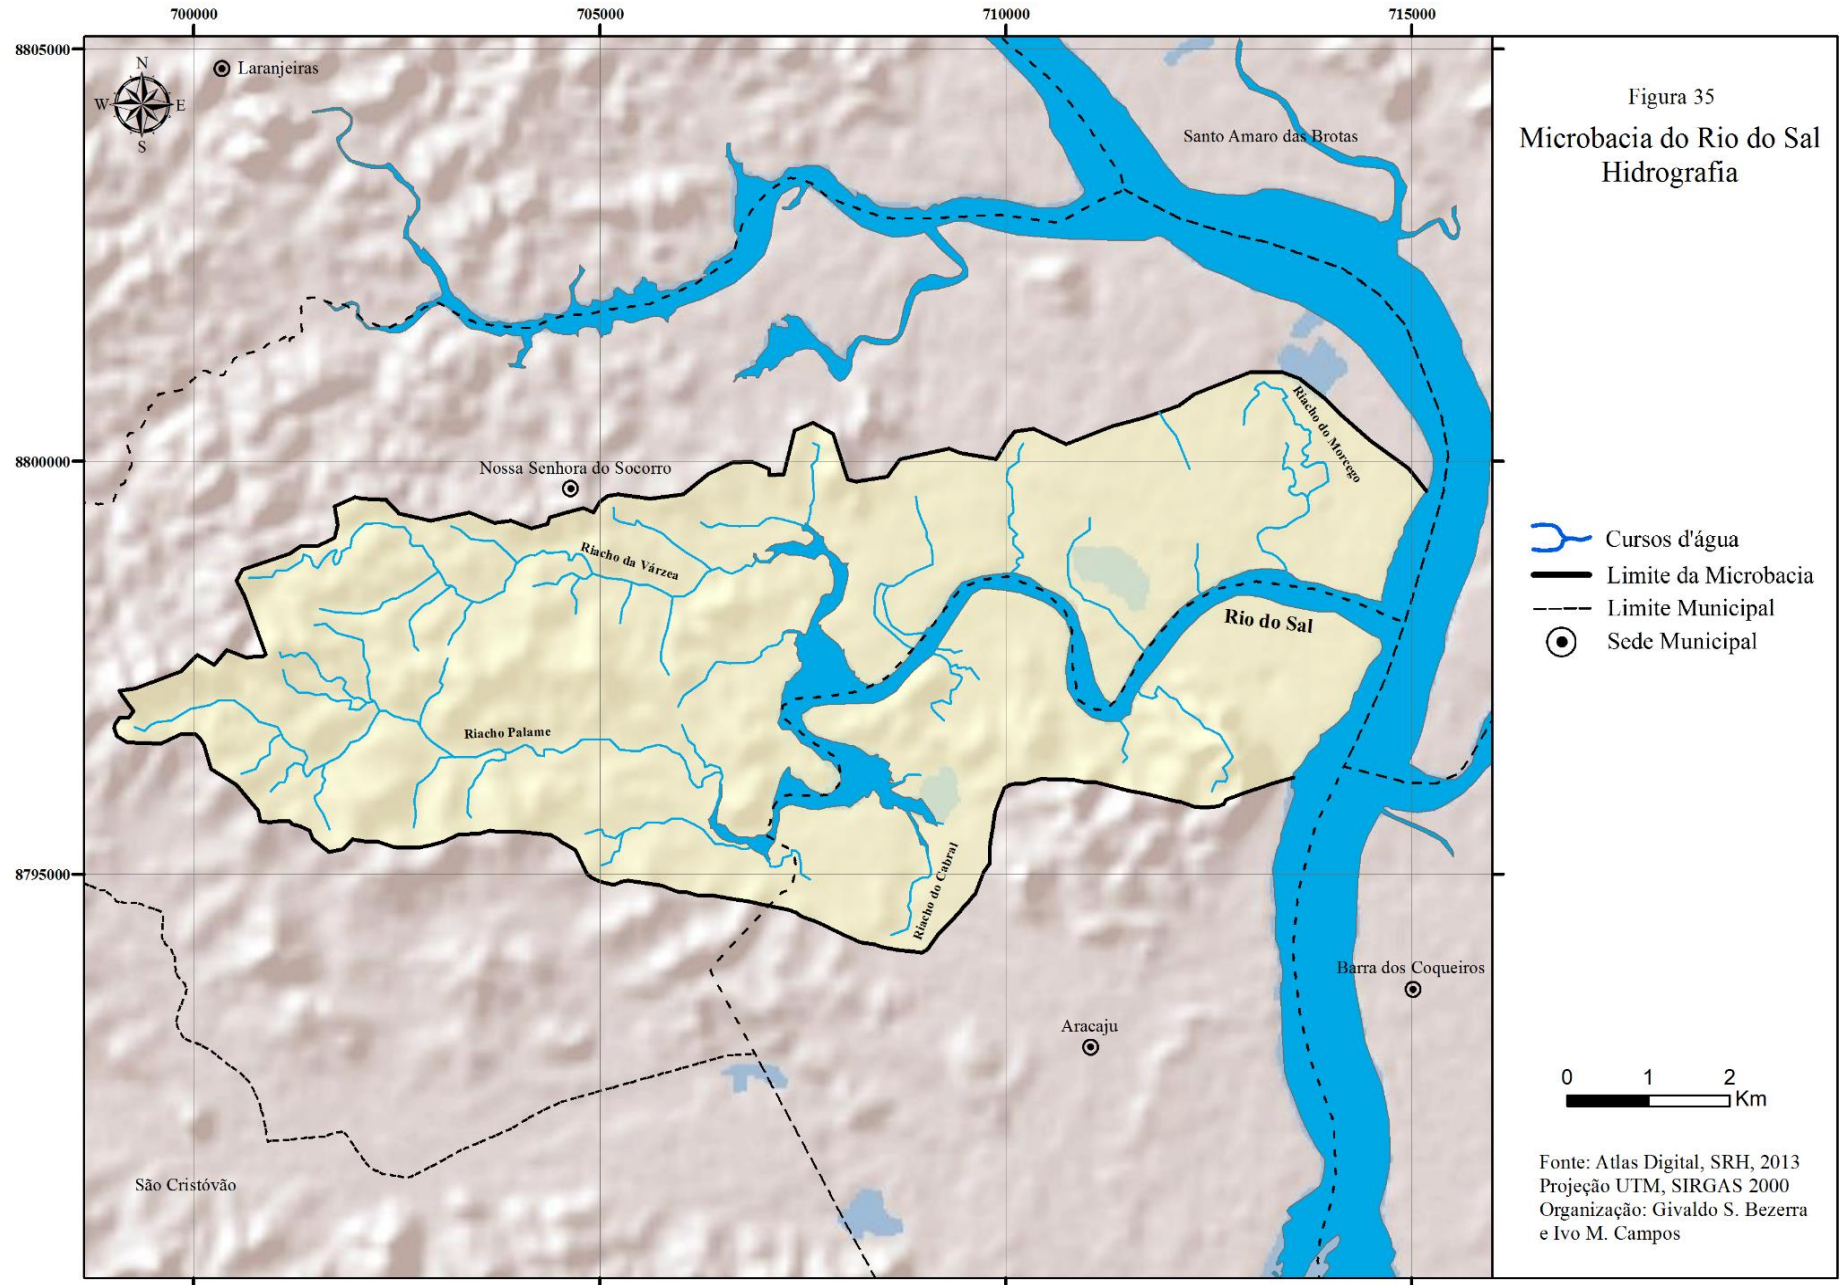 700000
705000
710000
715000
8805000
8800000
8795000
N
W
E
S
Laranjeiras
Santo Amaro das Brotas
Nossa Senhora do Socorro
Riacho do Morcego
Riacho da Várzea
Rio do Sal
Riacho Palame
Riacho do Cabral
Barra dos Coqueiros
Aracaju
São Cristóvão
Figura 35
Microbacia do Rio do Sal
Hidrografia
Cursos d'água
Limite da Microbacia
Limite Municipal
Sede Municipal
0 1 2
Km
Fonte: Atlas Digital, SRH, 2013
Projeção UTM, SIRGAS 2000
Organização: Givaldo S. Bezerra
e Ivo M. Campos